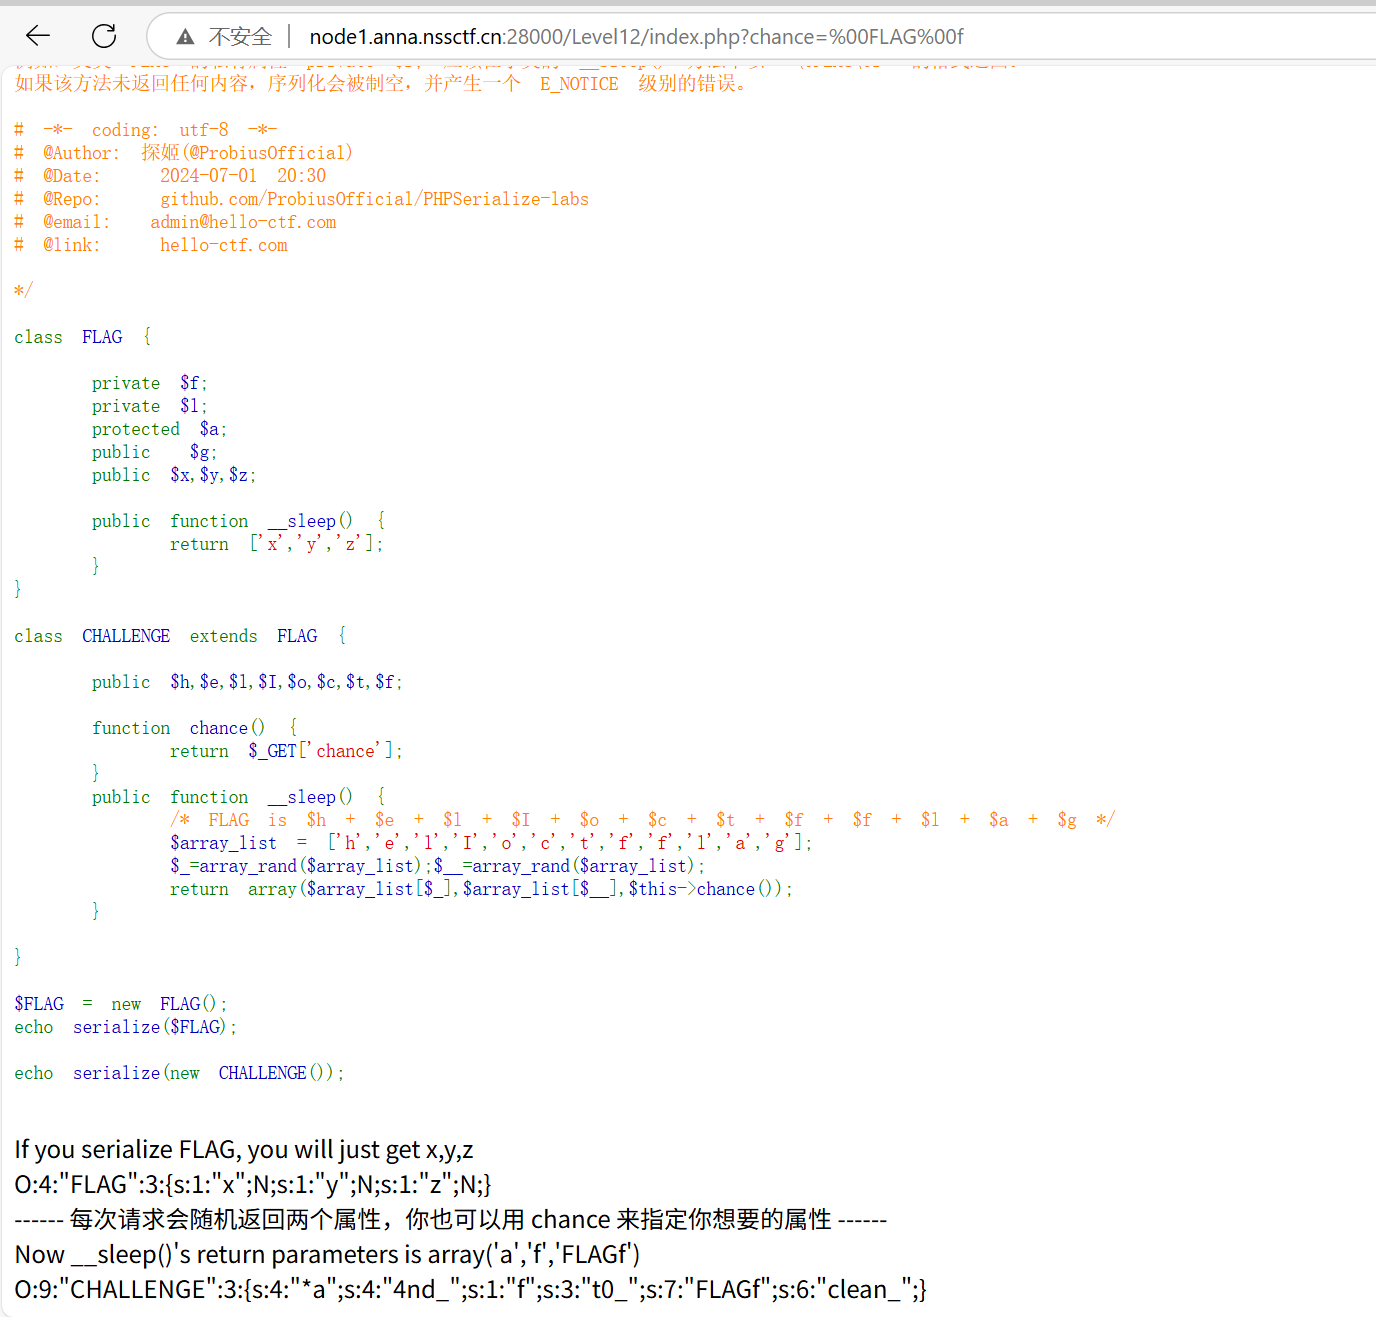 不安全 | node1.anna.nssctf.cn:28000/Level12/index.php?chance=%00FLAG%00f
如果该方法未返回任何内容，序列化会被制空，并产生一个 E_NOTICE 级别的错误。
# -*- coding: utf-8 -*-
# @Author: 探姬(@ProbiusOfficial)
# @Date: 2024-07-01 20:30
# @Repo: github.com/ProbiusOfficial/PHPSerialize-labs
# @email: admin@hello-ctf.com
# @link: hello-ctf.com
*/
class FLAG {
private $f;
private $l;
protected $a;
public $g;
public $x,$y,$z;
public function __sleep() {
return ['x','y','z'];
}
}
class CHALLENGE extends FLAG {
public $h,$e,$l,$I,$o,$c,$t,$f;
function chance() {
return $_GET['chance'];
}
public function __sleep() {
/* FLAG is $h + $e + $l + $I + $o + $c + $t + $f + $f + $l + $a + $g */
$array_list = ['h','e','l','I','o','c','t','f','f','l','a','g'];
$_=array_rand($array_list);$__=array_rand($array_list);
return array($array_list[$_],$array_list[$__],$this->chance());
}
}
$FLAG = new FLAG();
echo serialize($FLAG);
echo serialize(new CHALLENGE());
If you serialize FLAG, you will just get x,y,z
O:4:"FLAG":3:{s:1:"x";N;s:1:"y";N;s:1:"z";N;}
------ 每次请求会随机返回两个属性，你也可以用 chance 来指定你想要的属性 ------
Now __sleep()'s return parameters is array('a','f','FLAGf')
O:9:"CHALLENGE":3:{s:4:"*a";s:4:"4nd_";s:1:"f";s:3:"t0_";s:7:"FLAGf";s:6:"clean_";}